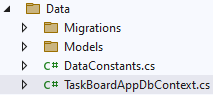 Data
Migrations
Models
C# DataConstants.cs
C# TaskBoardAppDbContext.cs